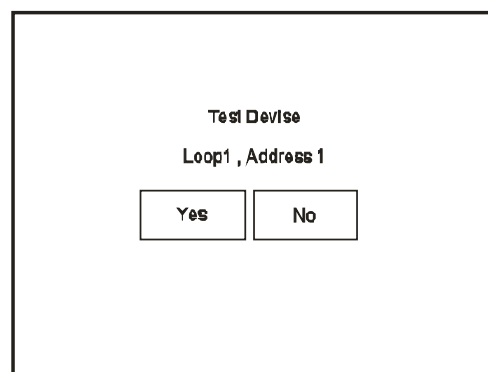 Test Devise
Loop1 , Address 1
Yes
No